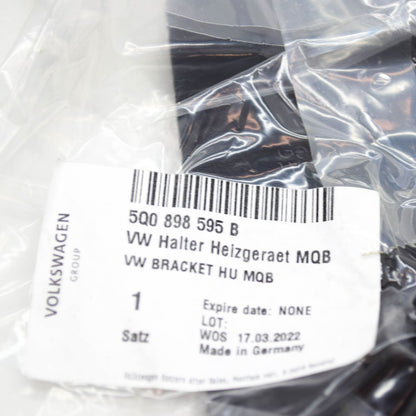 VOLKSWAGEN
GROUP
5Q0 898 595 B
VW Halter Heizgeraet MQB
VW BRACKET HU MQB
1
Satz
Expire date: NONE
LOT:
WOS 17.03.2022
Made in Germany